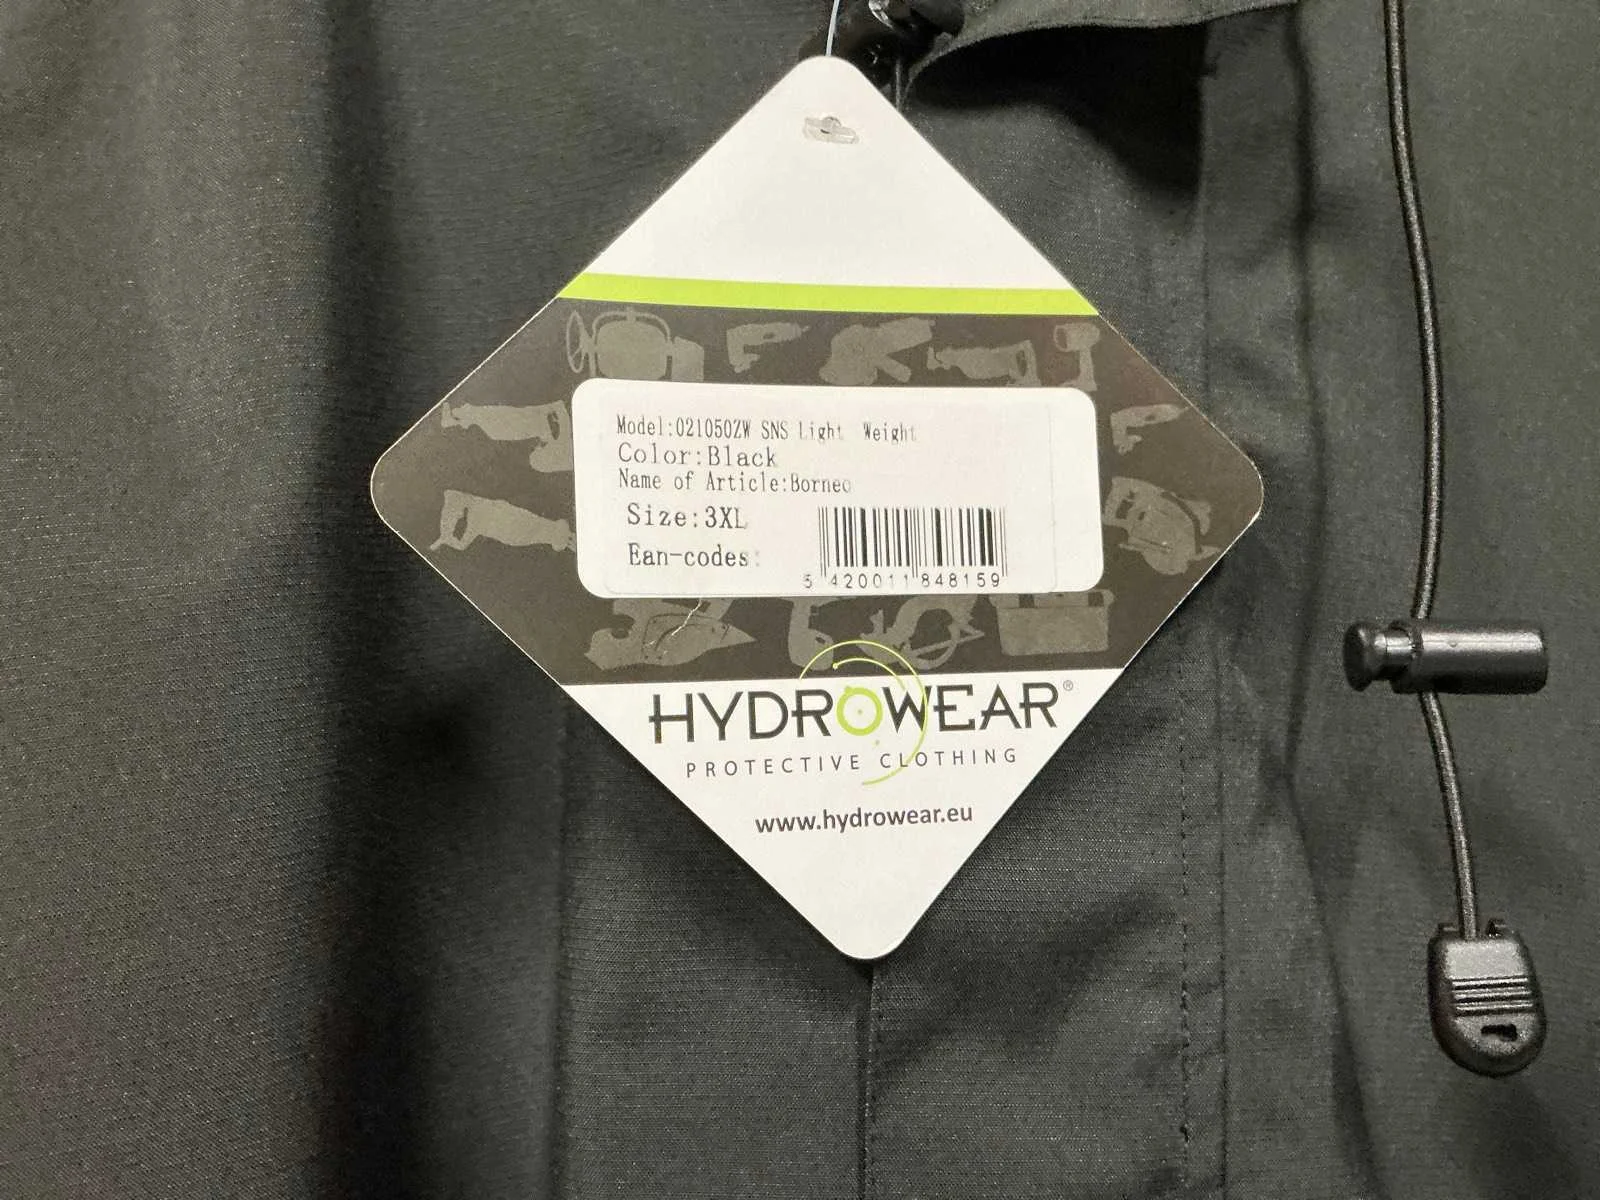 Model:021050ZW SNS Light Weight
Color:Black
Name of Article:Borneo
Size:3XL
Ean-codes:
5 420011 848159
HYDROWEAR®
PROTECTIVE CLOTHING
www.hydrowear.eu